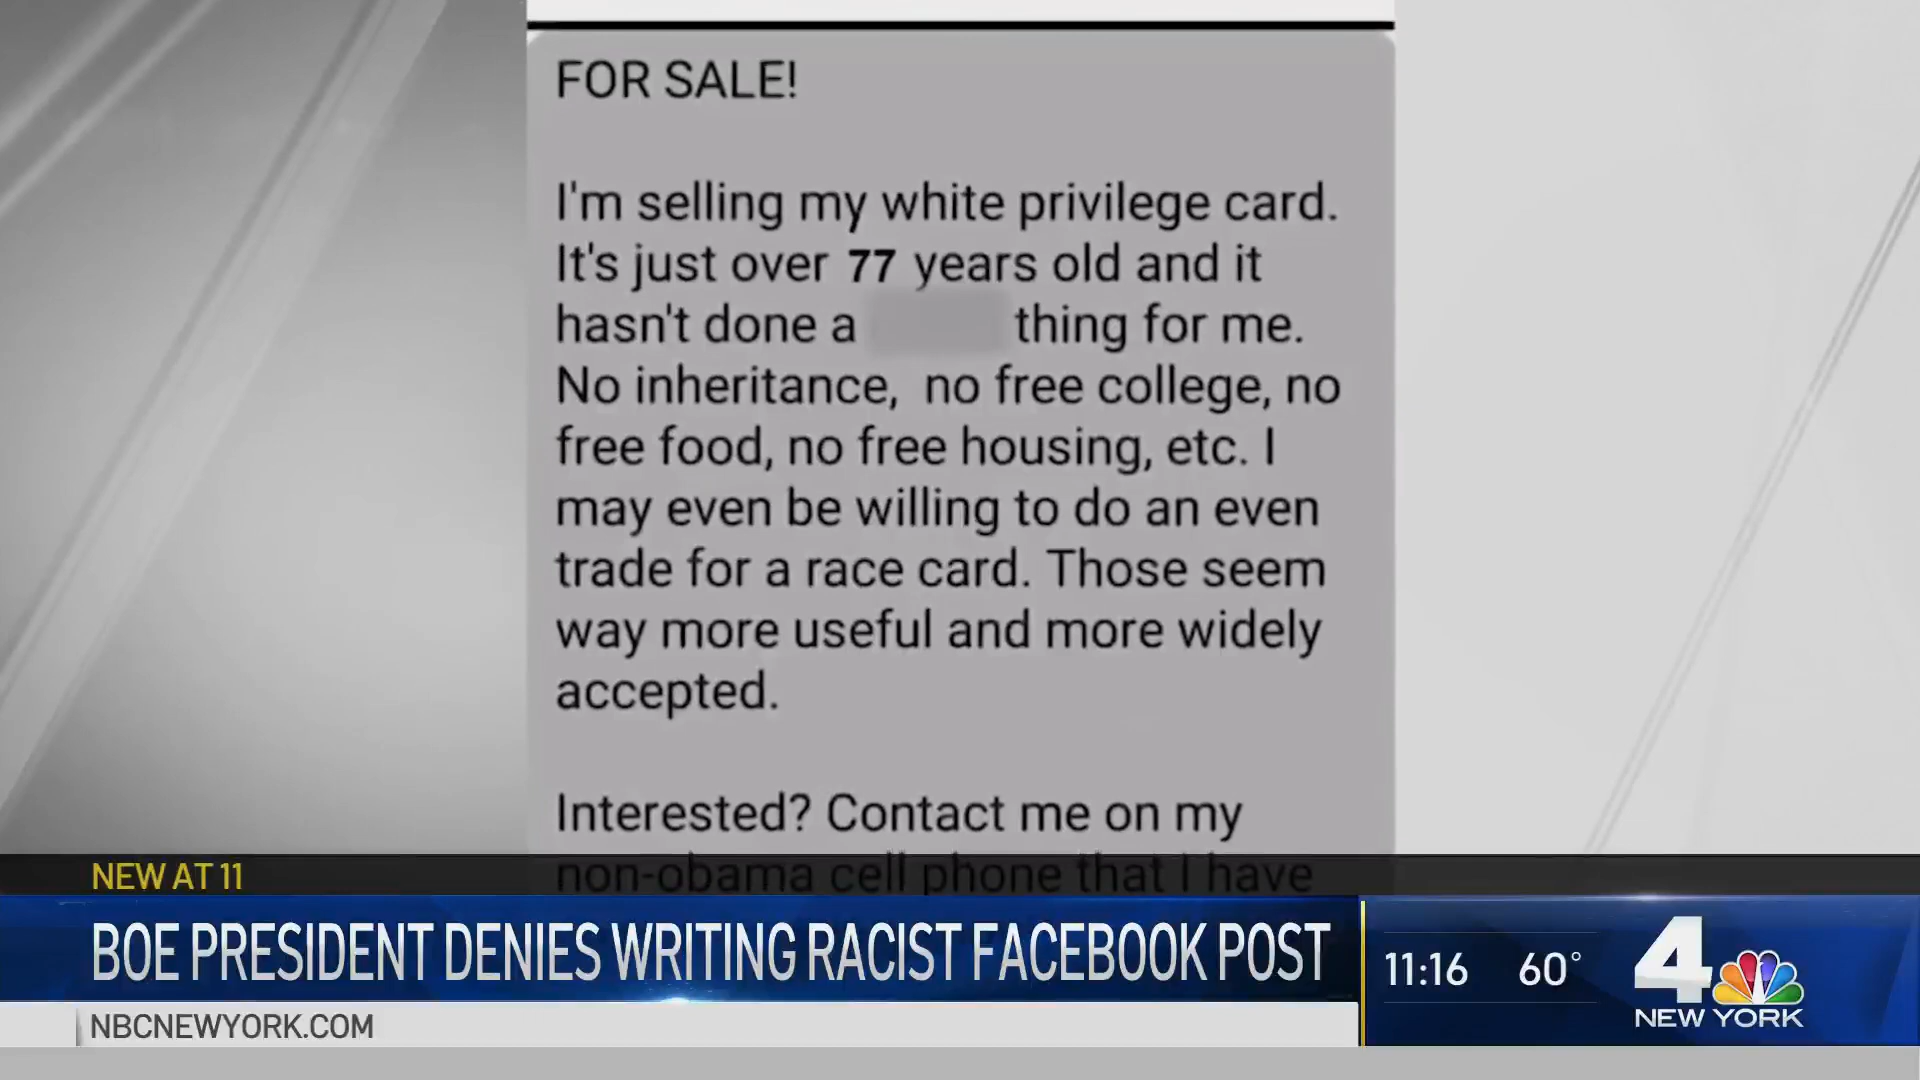 FOR SALE!
I'm selling my white privilege card.
It's just over 77 years old and it
hasn't done a thing for me.
No inheritance, no free college, no
free food, no free housing, etc. I
may even be willing to do an even
trade for a race card. Those seem
way more useful and more widely
accepted.
Interested? Contact me on my
non-obama cell phone that I have
NEW AT 11
BOE PRESIDENT DENIES WRITING RACIST FACEBOOK POST
NBCNEWYORK.COM
11:16 60°
4
NEW YORK